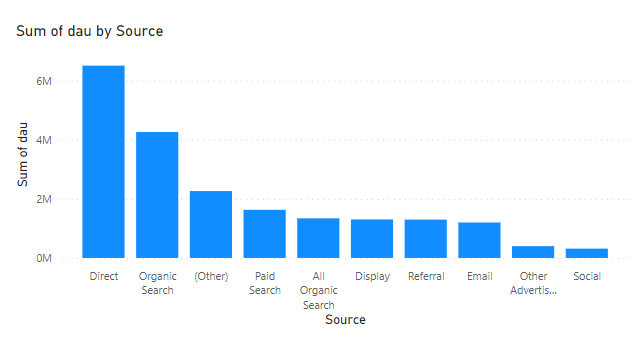 Sum of dau by Source
Sum of dau
6M
4M
2M
0M
Direct
Organic
Search
(Other)
Paid
Search
All
Organic
Search
Display
Referral
Email
Other
Advertis...
Social
Source